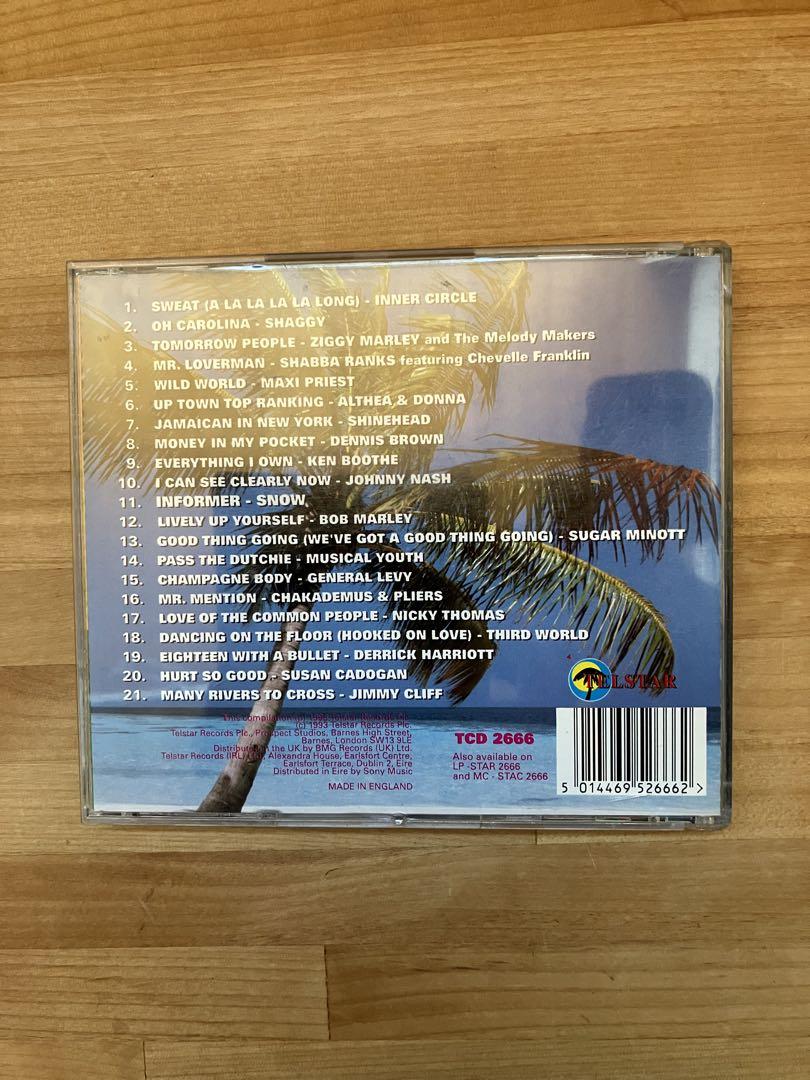 1. SWEAT (A LA LA LA LA LONG) - INNER CIRCLE
2. OH CAROLINA - SHAGGY
3. TOMORROW PEOPLE - ZIGGY MARLEY and The Melody Makers
4. MR. LOVERMAN - SHABBA RANKS featuring Chevelle Franklin
5. WILD WORLD - MAXI PRIEST
6. UP TOWN TOP RANKING - ALTHEA & DONNA
7. JAMAICAN IN NEW YORK - SHINEHEAD
8. MONEY IN MY POCKET - DENNIS BROWN
9. EVERYTHING I OWN - KEN BOOTHE
10. I CAN SEE CLEARLY NOW - JOHNNY NASH
11. INFORMER - SNOW
12. LIVELY UP YOURSELF - BOB MARLEY
13. GOOD THING GOING (WE'VE GOT A GOOD THING GOING) - SUGAR MINOTT
14. PASS THE DUTCHIE - MUSICAL YOUTH
15. CHAMPAGNE BODY - GENERAL LEVY
16. MR. MENTION - CHAKADEMUS & PLIERS
17. LOVE OF THE COMMON PEOPLE - NICKY THOMAS
18. DANCING ON THE FLOOR (HOOKED ON LOVE) - THIRD WORLD
19. EIGHTEEN WITH A BULLET - DERRICK HARRIOTT
20. HURT SO GOOD - SUSAN CADOGAN
21. MANY RIVERS TO CROSS - JIMMY CLIFF
TELSTAR
This compilation (p) 1993 Telstar Records Plc.
(c) 1993 Telstar Records Plc.
Telstar Records Plc., Prospect Studios, Barnes High Street,
Barnes, London SW13 9LE
Distributed in the UK by BMG Records (UK) Ltd.
Telstar Records (IRL) Ltd., Alexandra House, Earlsfort Centre,
Earlsfort Terrace, Dublin 2, Eire
Distributed in Eire by Sony Music
MADE IN ENGLAND
TCD 2666
Also available on
LP -STAR 2666
and MC - STAC 2666
5 014469 526662 >